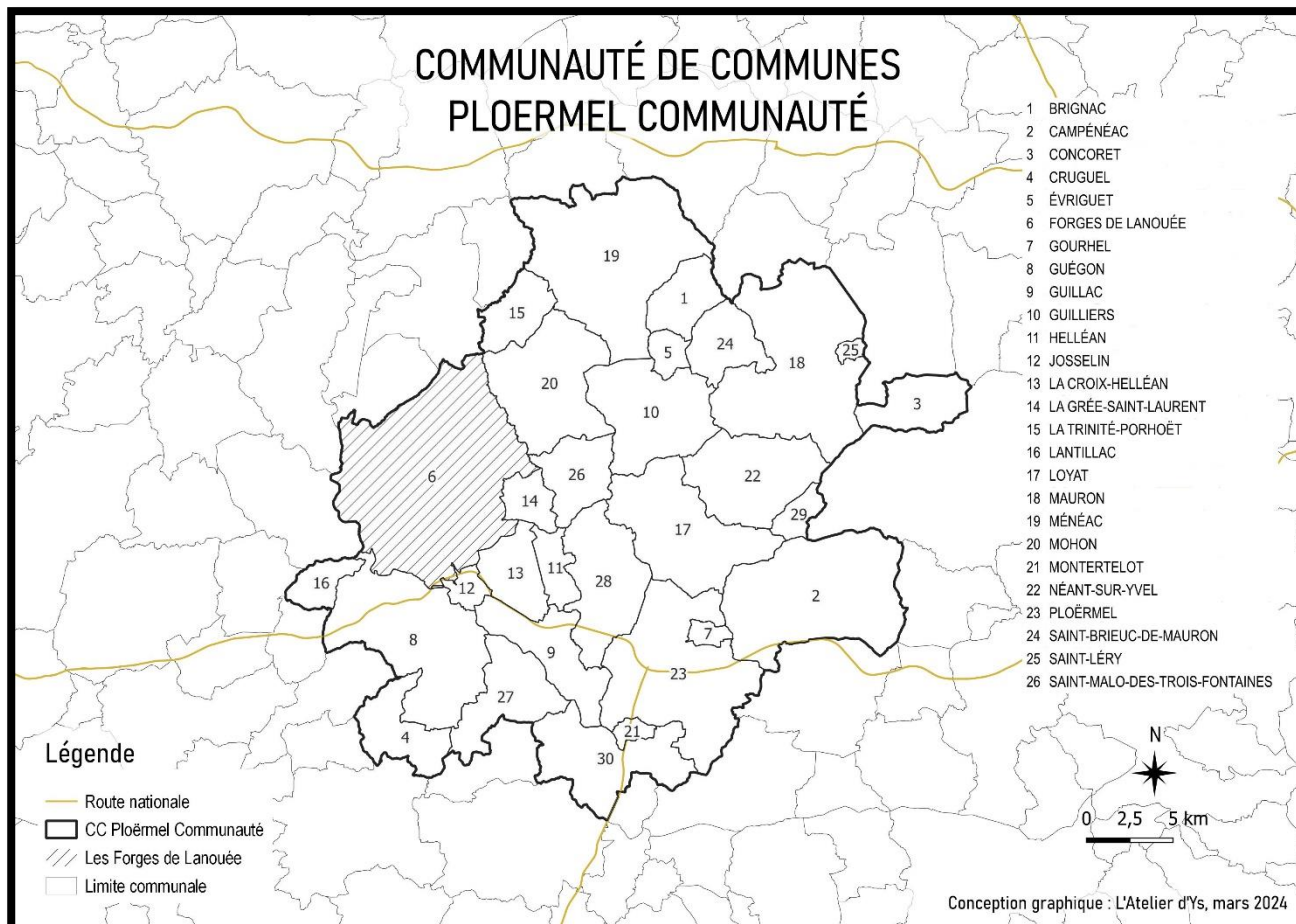 COMMUNAUTÉ DE COMMUNES
PLOERMEL COMMUNAUTÉ
1 BRIGNAC
2 CAMPÉNÉAC
3 CONCORET
4 CRUGUEL
5 ÉVRIGUET
6 FORGES DE LANOUÉE
7 GOURHEL
8 GUÉGON
9 GUILLAC
10 GUILLIERS
11 HELLÉAN
12 JOSSELIN
13 LA CROIX-HELLÉAN
14 LA GRÉE-SAINT-LAURENT
15 LA TRINITÉ-PORHOËT
16 LANTILLAC
17 LOYAT
18 MAURON
19 MÉNÉAC
20 MOHON
21 MONTERTELOT
22 NÉANT-SUR-YVEL
23 PLOËRMEL
24 SAINT-BRIEUC-DE-MAURON
25 SAINT-LÉRY
26 SAINT-MALO-DES-TROIS-FONTAINES
19
1
15
24
5
25
18
20
3
10
6
26
22
14
29
17
13
11
28
16
12
2
7
8
9
23
27
4
21
30
Légende
Route nationale
CC Ploërmel Communauté
Les Forges de Lanouée
Limite communale
N
0 2,5 5 km
Conception graphique : L'Atelier d'Ys, mars 2024